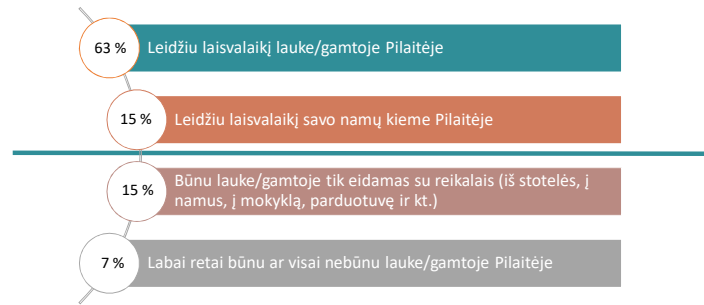 63 % Leidžiu laisvalaikį lauke/gamtoje Pilaitėje
15 % Leidžiu laisvalaikį savo namų kieme Pilaitėje
15 % Būnu lauke/gamtoje tik eidamas su reikalais (iš stotelės, į
namus, į mokyklą, parduotuvę ir kt.)
7 % Labai retai būnu ar visai nebūnu lauke/gamtoje Pilaitėje